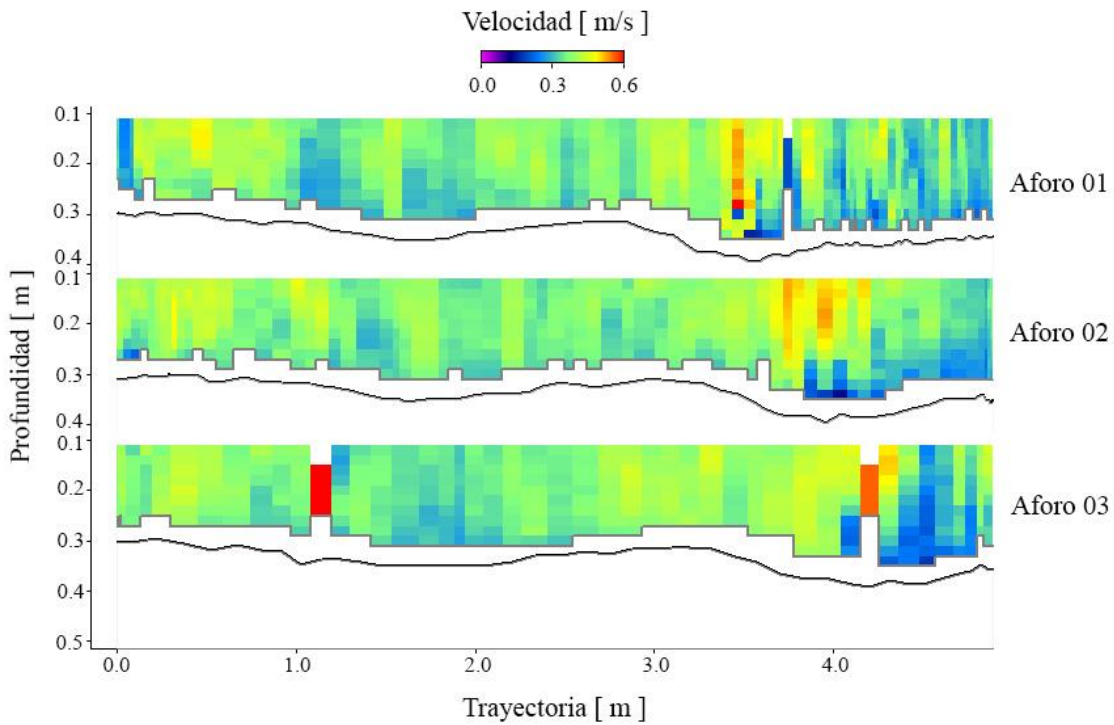 Velocidad [ m/s ]
0.0 0.3 0.6
0.1
0.2
0.3
0.4
Aforo 01
0.1
0.2
0.3
0.4
Aforo 02
0.1
0.2
0.3
0.4
0.5
Aforo 03
Profundidad [ m ]
0.0 1.0 2.0 3.0 4.0
Trayectoria [ m ]